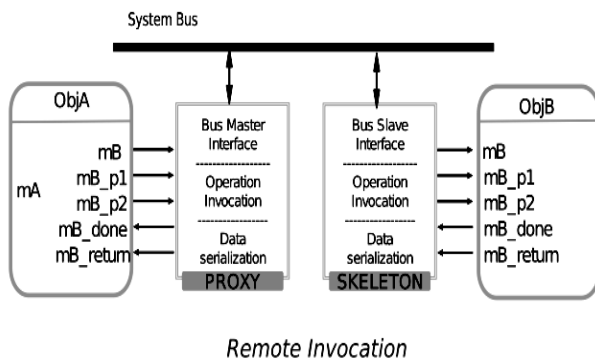 System Bus
ObjA
mA
mB
mB_p1
mB_p2
mB_done
mB_return
Bus Master
Interface
Operation
Invocation
Data
serialization
PROXY
Bus Slave
Interface
Operation
Invocation
Data
serialization
SKELETON
ObjB
mB
mB_p1
mB_p2
mB_done
mB_return
Remote Invocation